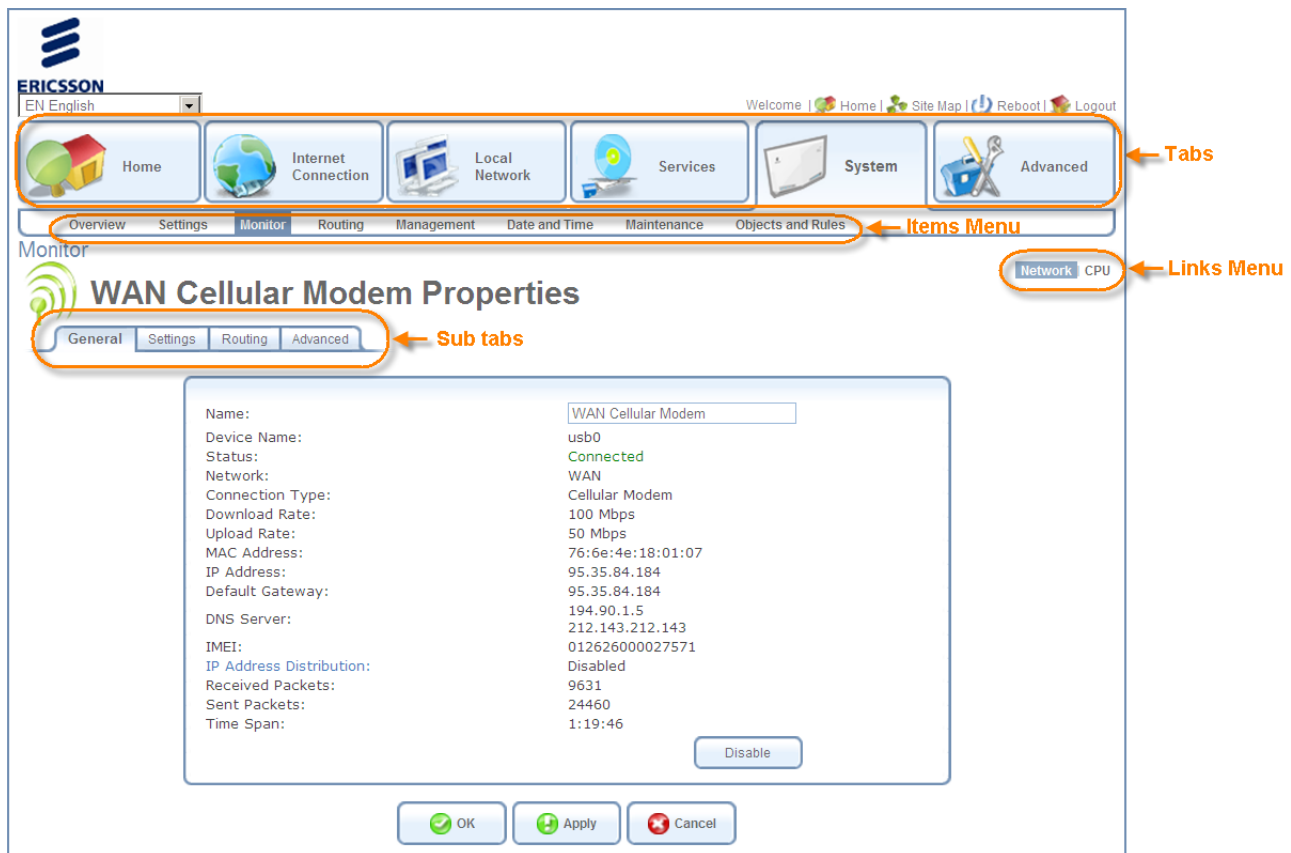 ERICSSON
EN English
Welcome | Home | Site Map | Reboot | Logout
Home
Internet Connection
Local Network
Services
System
Advanced
Tabs
Overview Settings Monitor Routing Management Date and Time Maintenance Objects and Rules
Items Menu
Monitor
Network CPU
Links Menu
WAN Cellular Modem Properties
General Settings Routing Advanced
Sub tabs
Name: WAN Cellular Modem
Device Name: usb0
Status: Connected
Network: WAN
Connection Type: Cellular Modem
Download Rate: 100 Mbps
Upload Rate: 50 Mbps
MAC Address: 76:6e:4e:18:01:07
IP Address: 95.35.84.184
Default Gateway: 95.35.84.184
DNS Server: 194.90.1.5
212.143.212.143
IMEI: 012626000027571
IP Address Distribution: Disabled
Received Packets: 9631
Sent Packets: 24460
Time Span: 1:19:46
Disable
OK Apply Cancel